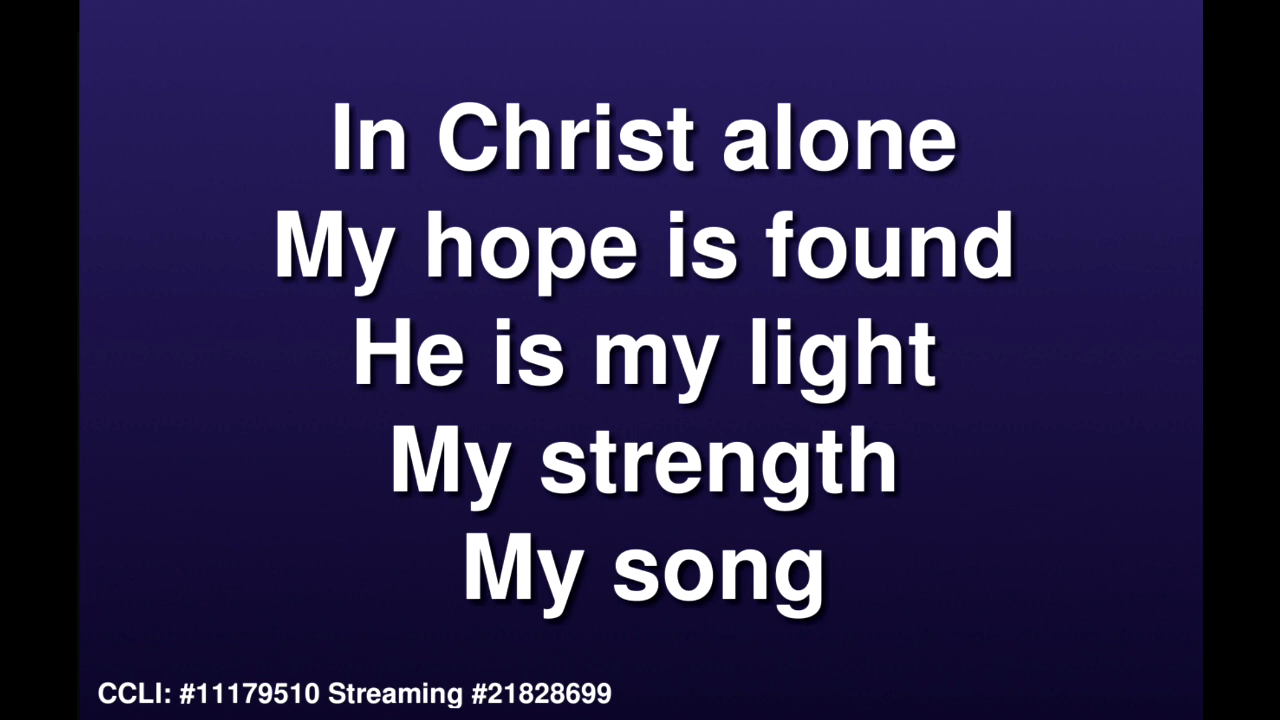 In Christ alone
My hope is found
He is my light
My strength
My song
CCLI: #11179510 Streaming #21828699